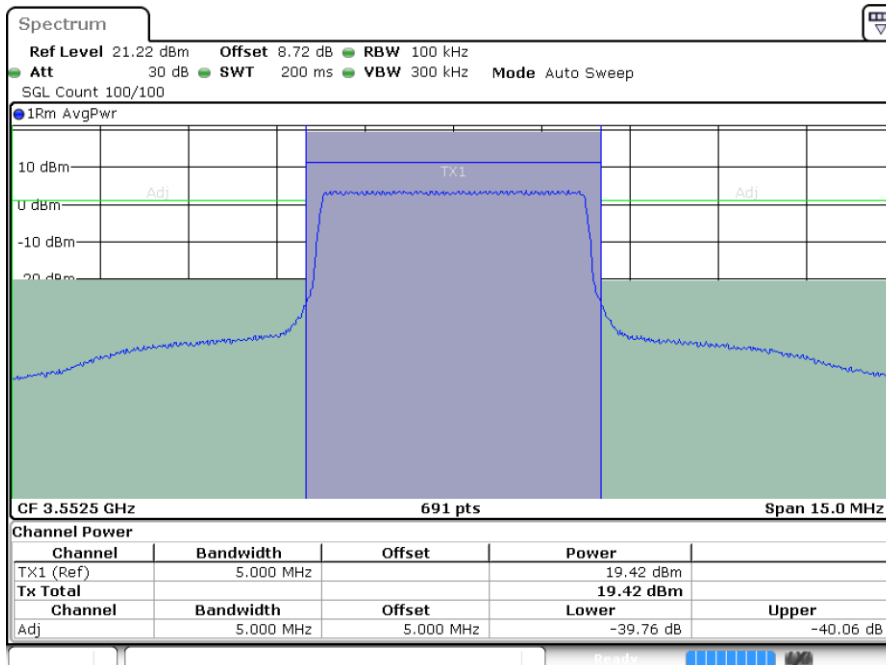 Spectrum
Ref Level 21.22 dBm Offset 8.72 dB RBW 100 kHz
Att 30 dB SWT 200 ms VBW 300 kHz Mode Auto Sweep
SGL Count 100/100
1Rm AvgPwr
10 dBm
TX1
Adj Adj
0 dBm
-10 dBm
-20 dBm
CF 3.5525 GHz 691 pts Span 15.0 MHz
Channel Power
Channel Bandwidth Offset Power
TX1 (Ref) 5.000 MHz 19.42 dBm
Tx Total 19.42 dBm
Channel Bandwidth Offset Lower Upper
Adj 5.000 MHz 5.000 MHz -39.76 dB -40.06 dB
Ready